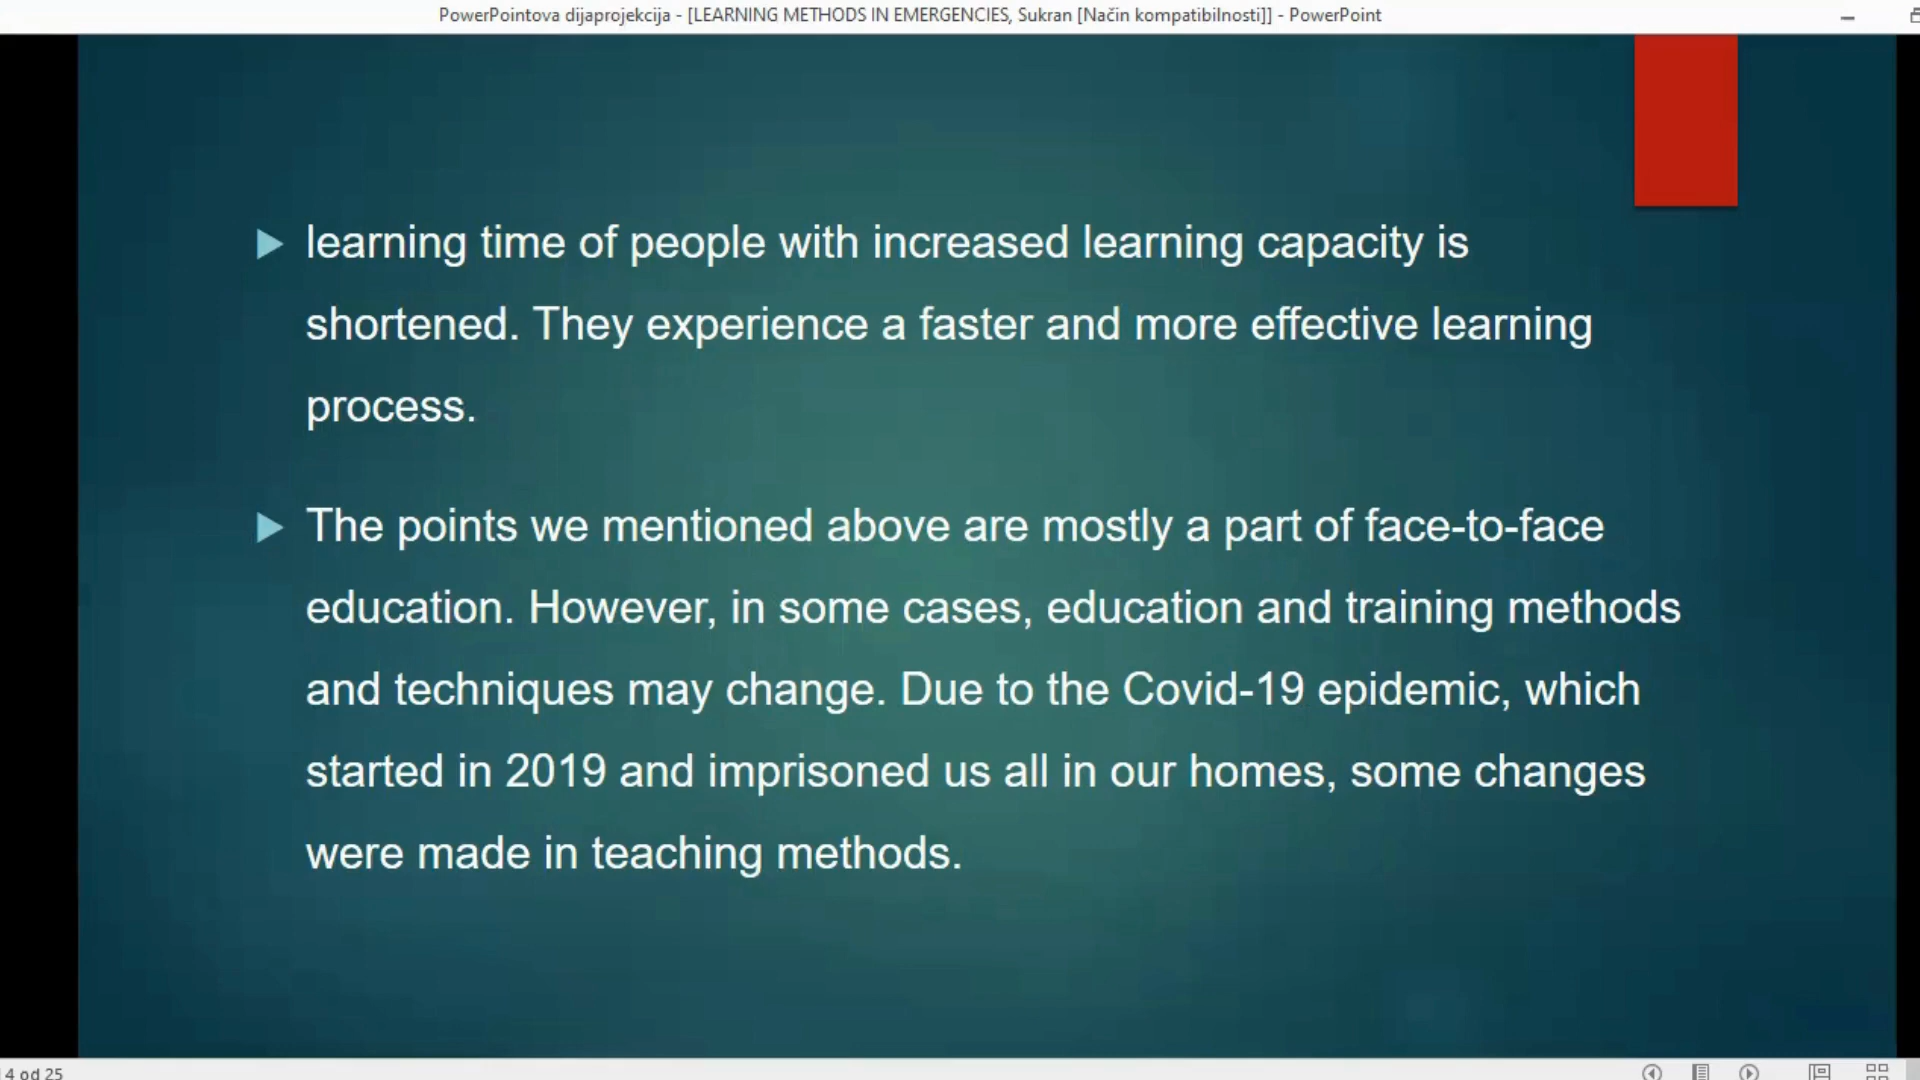 PowerPointova dijaprojekcija - [LEARNING METHODS IN EMERGENCIES, Sukran [Način kompatibilnosti]] - PowerPoint
learning time of people with increased learning capacity is
shortened. They experience a faster and more effective learning
process.
The points we mentioned above are mostly a part of face-to-face
education. However, in some cases, education and training methods
and techniques may change. Due to the Covid-19 epidemic, which
started in 2019 and imprisoned us all in our homes, some changes
were made in teaching methods.
4 od 25